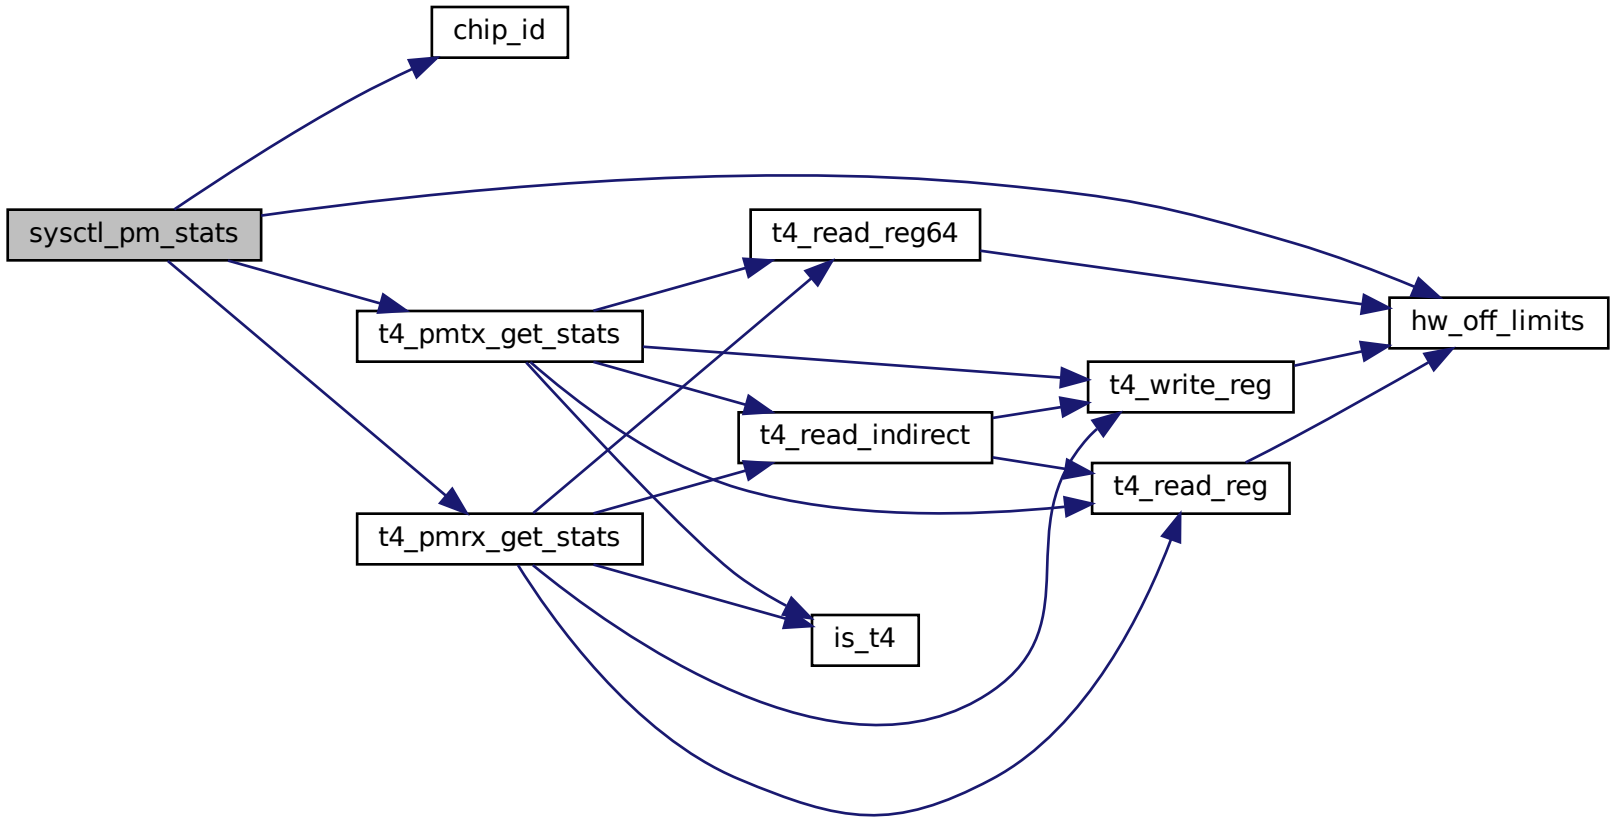 chip_id
sysctl_pm_stats
t4_read_reg64
hw_off_limits
t4_pmtx_get_stats
t4_write_reg
t4_read_indirect
t4_read_reg
t4_pmrx_get_stats
is_t4